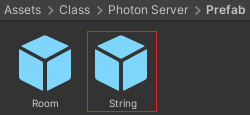 Assets > Class > Photon Server > Prefab
Room String